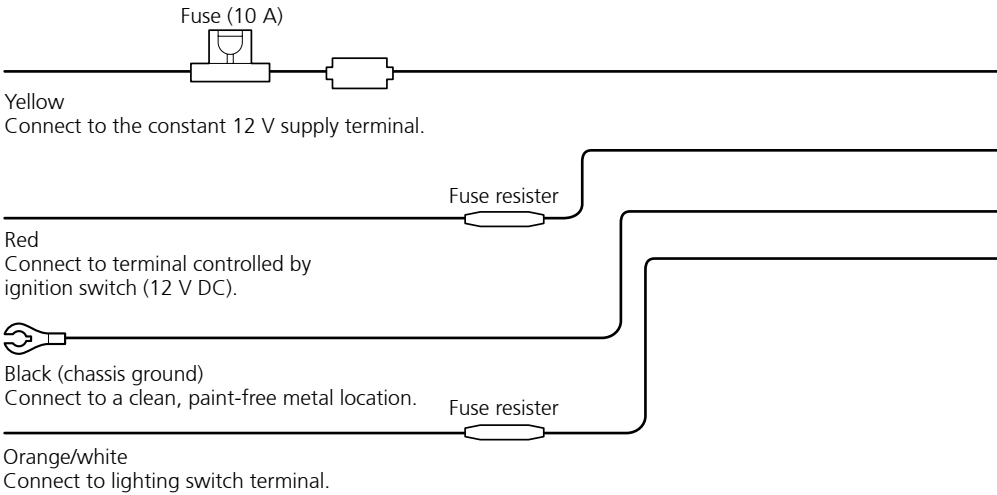 Fuse (10 A)
Yellow
Connect to the constant 12 V supply terminal.
Fuse resister
Red
Connect to terminal controlled by
ignition switch (12 V DC).
Black (chassis ground)
Connect to a clean, paint-free metal location.
Fuse resister
Orange/white
Connect to lighting switch terminal.